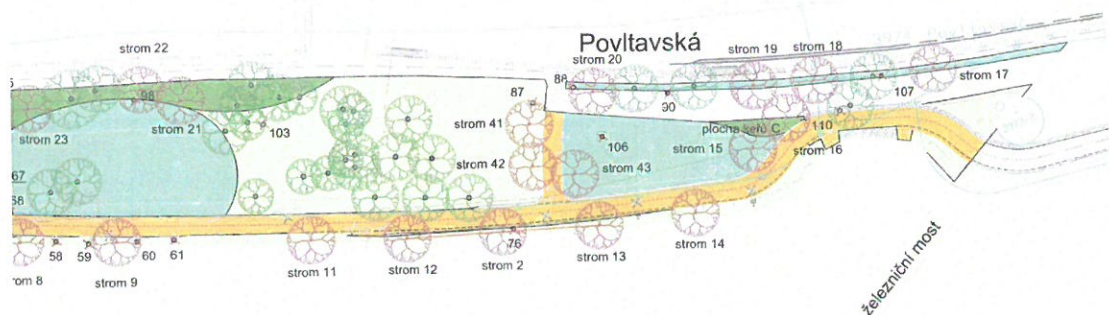 strom 22
Povltavská
strom 19
strom 18
strom 20
strom 17
88
90
107
98
87
strom 23
strom 21
103
strom 41
plocha keřů C
110
106
strom 15
strom 16
strom 42
strom 43
67
68
58
59
60
61
76
strom 8
strom 9
strom 11
strom 12
strom 2
strom 13
strom 14
železniční most